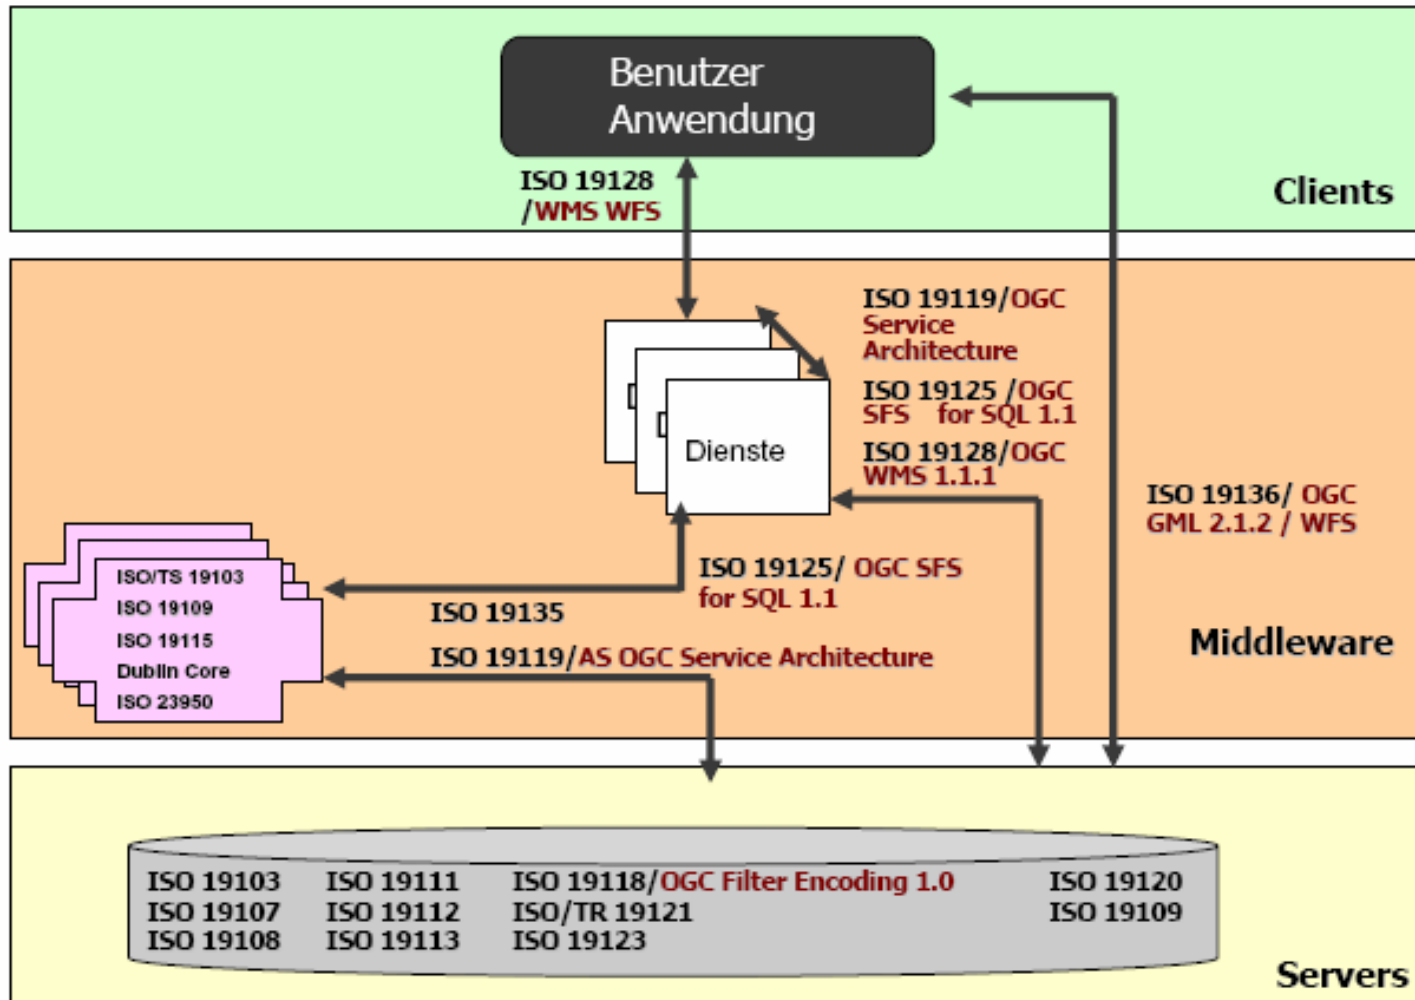 Benutzer
Anwendung
ISO 19128
/WMS WFS
Clients
ISO 19119/OGC
Service
Architecture
ISO 19125 /OGC
SFS for SQL 1.1
ISO 19128/OGC
WMS 1.1.1
Dienste
ISO 19136/ OGC
GML 2.1.2 / WFS
ISO 19125/ OGC SFS
for SQL 1.1
ISO 19135
ISO 19119/AS OGC Service Architecture
ISO/TS 19103
ISO 19109
ISO 19115
Dublin Core
ISO 23950
Middleware
ISO 19103 ISO 19111 ISO 19118/OGC Filter Encoding 1.0 ISO 19120
ISO 19107 ISO 19112 ISO/TR 19121 ISO 19109
ISO 19108 ISO 19113 ISO 19123
Servers